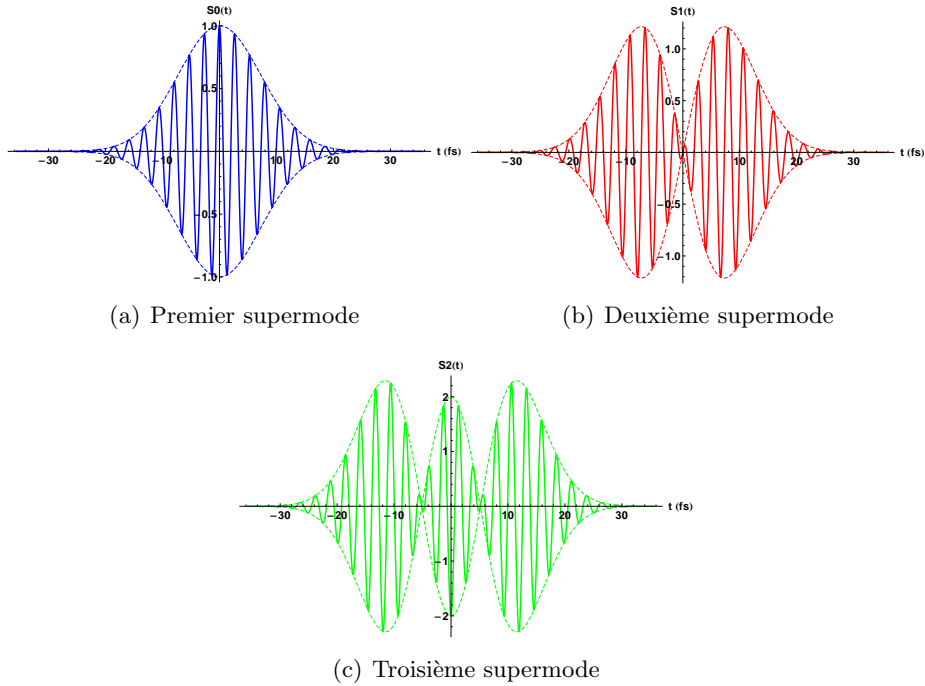 S0(t)
1.0
0.5
−20 −10 10 20 30
t (fs)
−0.5
−1.0
(a) Premier supermode
S1(t)
1.0
0.5
−30 −20 −10 10 20 30
t (fs)
−0.5
−1.0
(b) Deuxième supermode
S2(t)
2
1
−30 −20 −10 10 20 30
t (fs)
−1
−2
(c) Troisième supermode